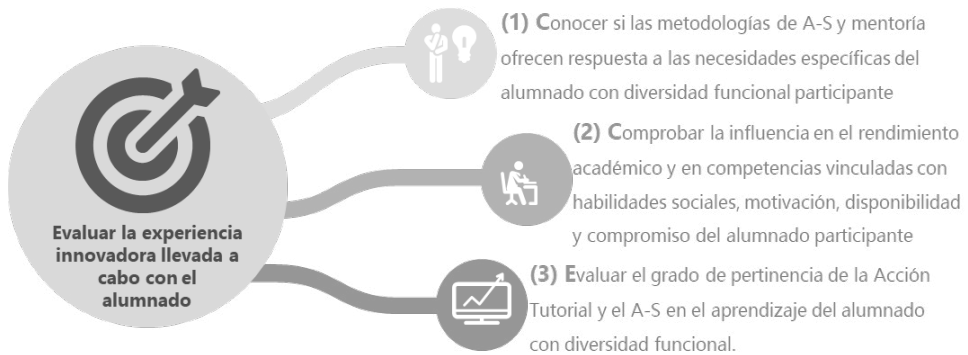 Evaluar la experiencia
innovadora llevada a
cabo con el
alumnado
(1) Conocer si las metodologías de A-S y mentoría
ofrecen respuesta a las necesidades específicas del
alumnado con diversidad funcional participante
(2) Comprobar la influencia en el rendimiento
académico y en competencias vinculadas con
habilidades sociales, motivación, disponibilidad
y compromiso del alumnado participante
(3) Evaluar el grado de pertinencia de la Acción
Tutorial y el A-S en el aprendizaje del alumnado
con diversidad funcional.